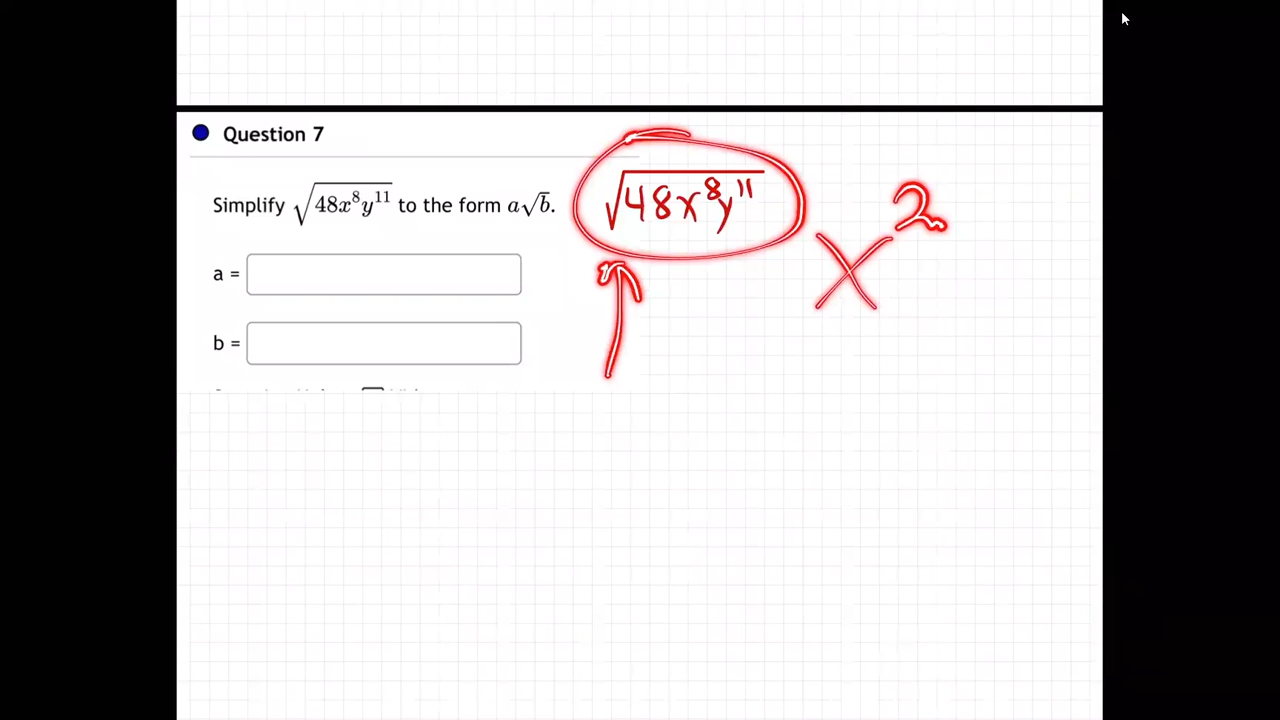 Question 7
Simplify √48x⁸y¹¹ to the form a√b.
√48x⁸y¹¹
x²
a =
b =